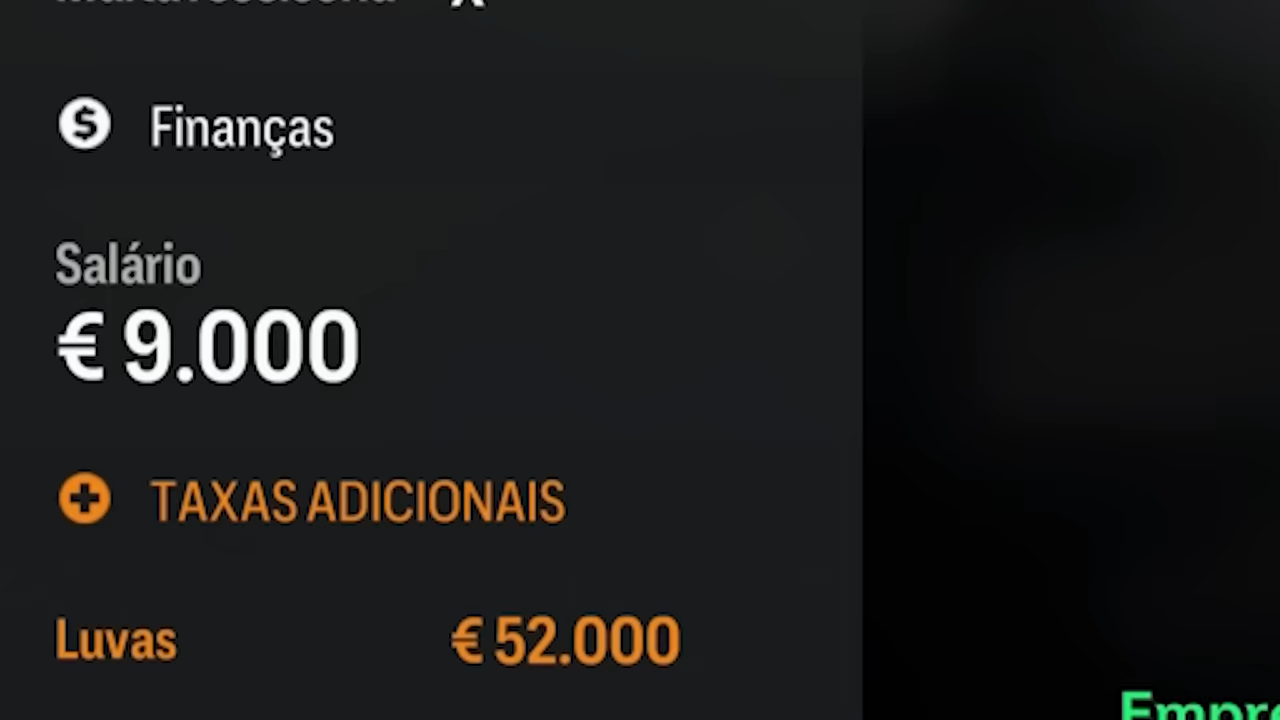 Finanças
Salário
€ 9.000
TAXAS ADICIONAIS
Luvas € 52.000